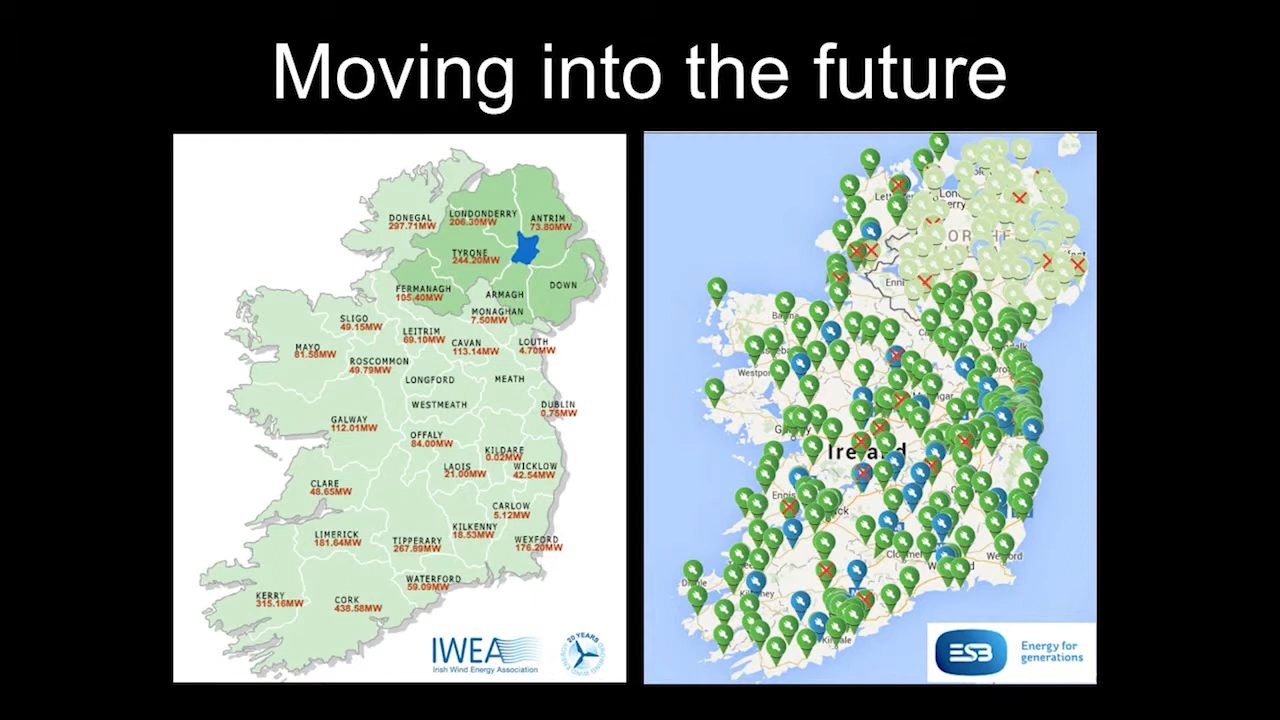 Moving into the future
DONEGAL
297.71MW
LONDONDERRY
206.30MW
ANTRIM
73.80MW
TYRONE
244.20MW
FERMANAGH
105.40MW
ARMAGH
DOWN
MONAGHAN
7.50MW
SLIGO
49.15MW
LEITRIM
69.10MW
CAVAN
113.14MW
LOUTH
4.70MW
MAYO
81.58MW
ROSCOMMON
49.79MW
LONGFORD
MEATH
WESTMEATH
DUBLIN
0.75MW
GALWAY
112.01MW
OFFALY
84.00MW
KILDARE
0.02MW
LAOIS
21.00MW
WICKLOW
42.54MW
CLARE
48.65MW
CARLOW
5.12MW
LIMERICK
181.64MW
TIPPERARY
267.89MW
KILKENNY
18.53MW
WEXFORD
176.20MW
WATERFORD
59.09MW
KERRY
315.16MW
CORK
438.58MW
IWEA
Irish Wind Energy Association
20 YEARS
Westpor
Ireland
Ennis
Kinsale
ESB
Energy for
generations